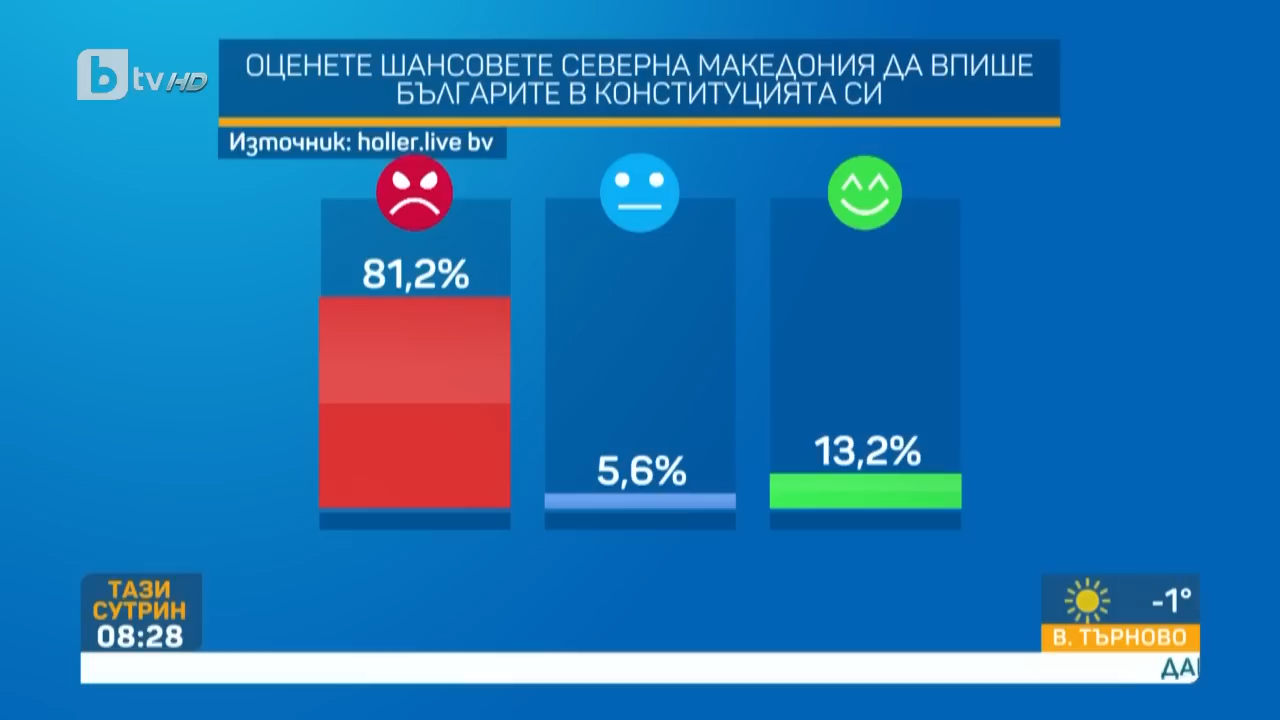 btv HD
ОЦЕНЕТЕ ШАНСОВЕТЕ СЕВЕРНА МАКЕДОНИЯ ДА ВПИШЕ
БЪЛГАРИТЕ В КОНСТИТУЦИЯТА СИ
Източник: holler.live bv
81,2%
5,6%
13,2%
ТАЗИ
СУТРИН
08:28
-1°
В. ТЪРНОВО